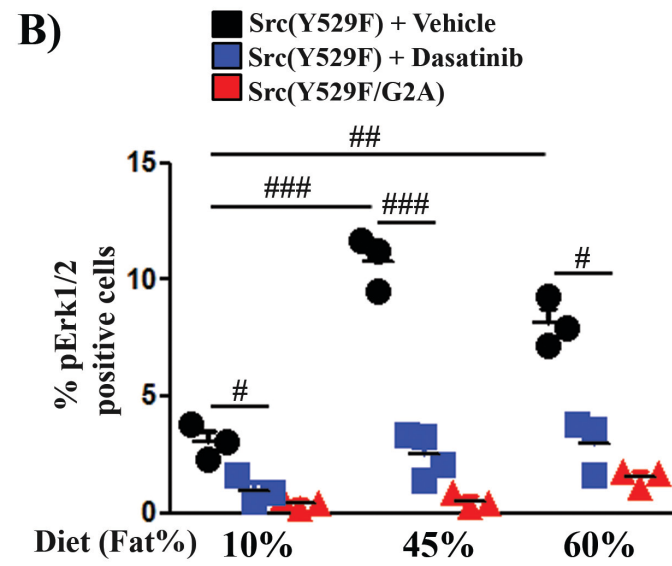 B)
Src(Y529F) + Vehicle
Src(Y529F) + Dasatinib
Src(Y529F/G2A)
##
###
###
#
#
% pErk1/2
positive cells
15
10
5
0
Diet (Fat%) 10% 45% 60%